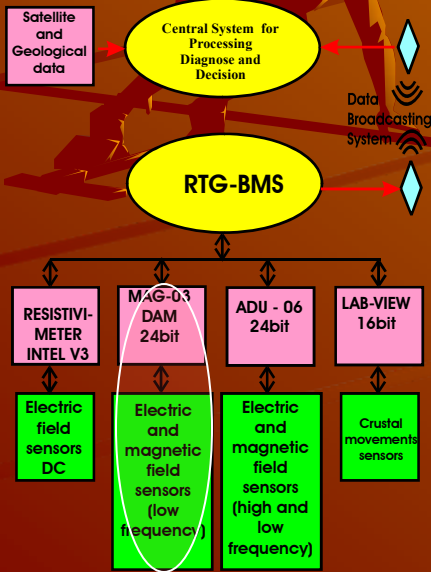 Satellite
and
Geological
data
Central System for
Processing
Diagnose and
Decision
Data
Broadcasting
System
RTG-BMS
RESISTIVI-
METER
INTEL V3
MAG-03
DAM
24bit
ADU - 06
24bit
LAB-VIEW
16bit
Electric
field
sensors
DC
Electric
and
magnetic
field
sensors
(low
frequency)
Electric
and
magnetic
field
sensors
(high and
low
frequency)
Crustal
movements
sensors